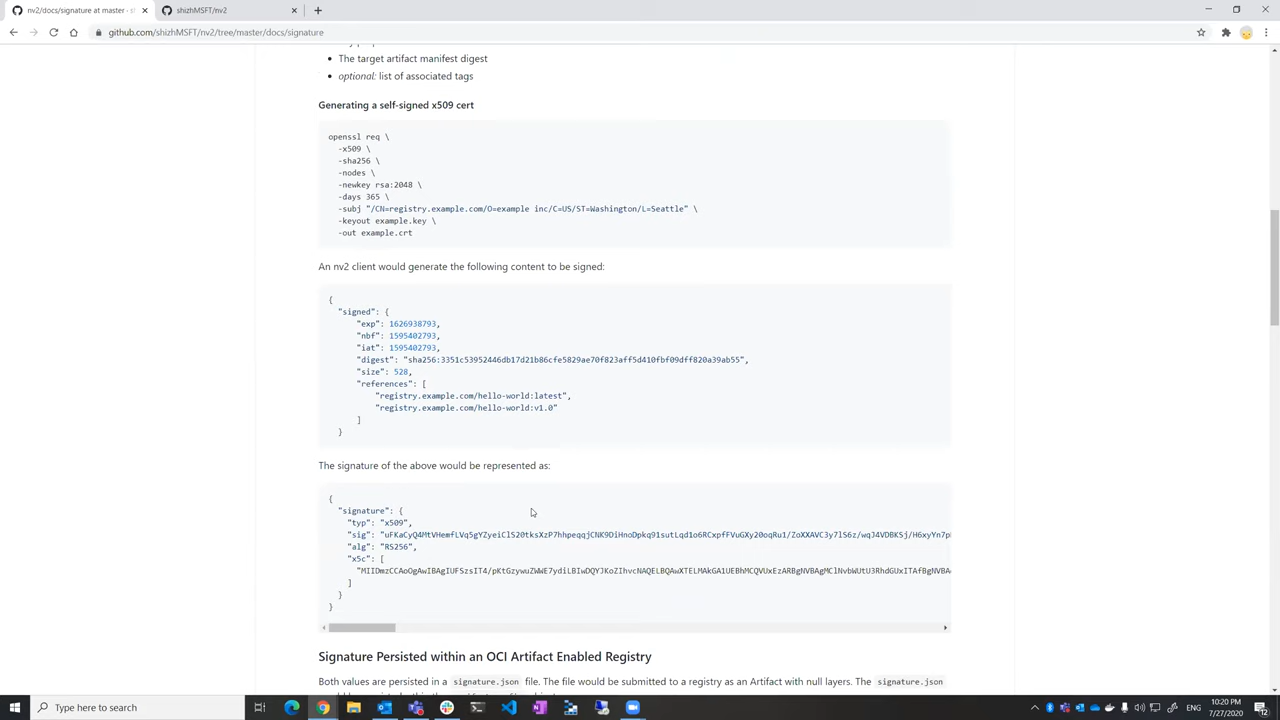 nv2/docs/signature at master · s
shizhMSFT/nv2
github.com/shizhMSFT/nv2/tree/master/docs/signature
The target artifact manifest digest
optional: list of associated tags
Generating a self-signed x509 cert
openssl req \
-x509 \
-sha256 \
-nodes \
-newkey rsa:2048 \
-days 365 \
-subj "/CN=registry.example.com/O=example inc/C=US/ST=Washington/L=Seattle" \
-keyout example.key \
-out example.crt
An nv2 client would generate the following content to be signed:
{
"signed": {
"exp": 1626938793,
"nbf": 1595402793,
"iat": 1595402793,
"digest": "sha256:3351c53952446db17d21b86cfe5829ae70f823aff5d410fbf09dff820a39ab55",
"size": 528,
"references": [
"registry.example.com/hello-world:latest",
"registry.example.com/hello-world:v1.0"
]
}
The signature of the above would be represented as:
{
"signature": {
"typ": "x509",
"sig": "uFKaCyQ4MtVHemfLVq5gYZyeiClS20tksXzP7hhpeqqjCNK9DiHnoDpkq91sutLqd1o6RCxpfFVuGXy20oqRu1/ZoXXAVC3y7lS6z/wqJ4VDBKSj/H6xyYn7p
"alg": "RS256",
"x5c": [
"MIIDmzCCAoOgAwIBAgIUFSzsIT4/pKtGzywuZWWE7ydiLBIwDQYJKoZIhvcNAQELBQAwXTELMAkGA1UEBhMCQVUxEzARBgNVBAgMClNvbWUtU3RhdGUxITAfBgNVBA
]
}
}
Signature Persisted within an OCI Artifact Enabled Registry
Both values are persisted in a signature.json file. The file would be submitted to a registry as an Artifact with null layers. The signature.json
Type here to search
ENG
10:20 PM
7/27/2020
12